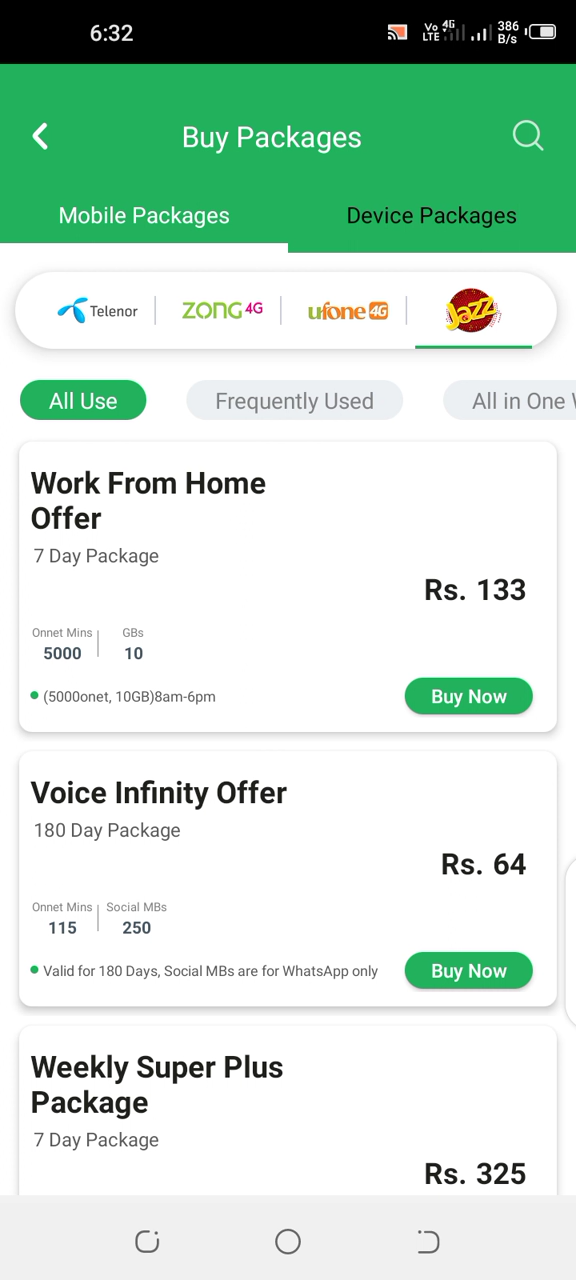 6:32
Vo 4G
LTE
386
B/s
Buy Packages
Mobile Packages
Device Packages
Telenor
ZONG 4G
ufone 4G
Jazz
All Use
Frequently Used
All in One
Work From Home
Offer
7 Day Package
Rs. 133
Onnet Mins
GBs
5000
10
(5000onet, 10GB)8am-6pm
Buy Now
Voice Infinity Offer
180 Day Package
Rs. 64
Onnet Mins
Social MBs
115
250
Valid for 180 Days, Social MBs are for WhatsApp only
Buy Now
Weekly Super Plus
Package
7 Day Package
Rs. 325